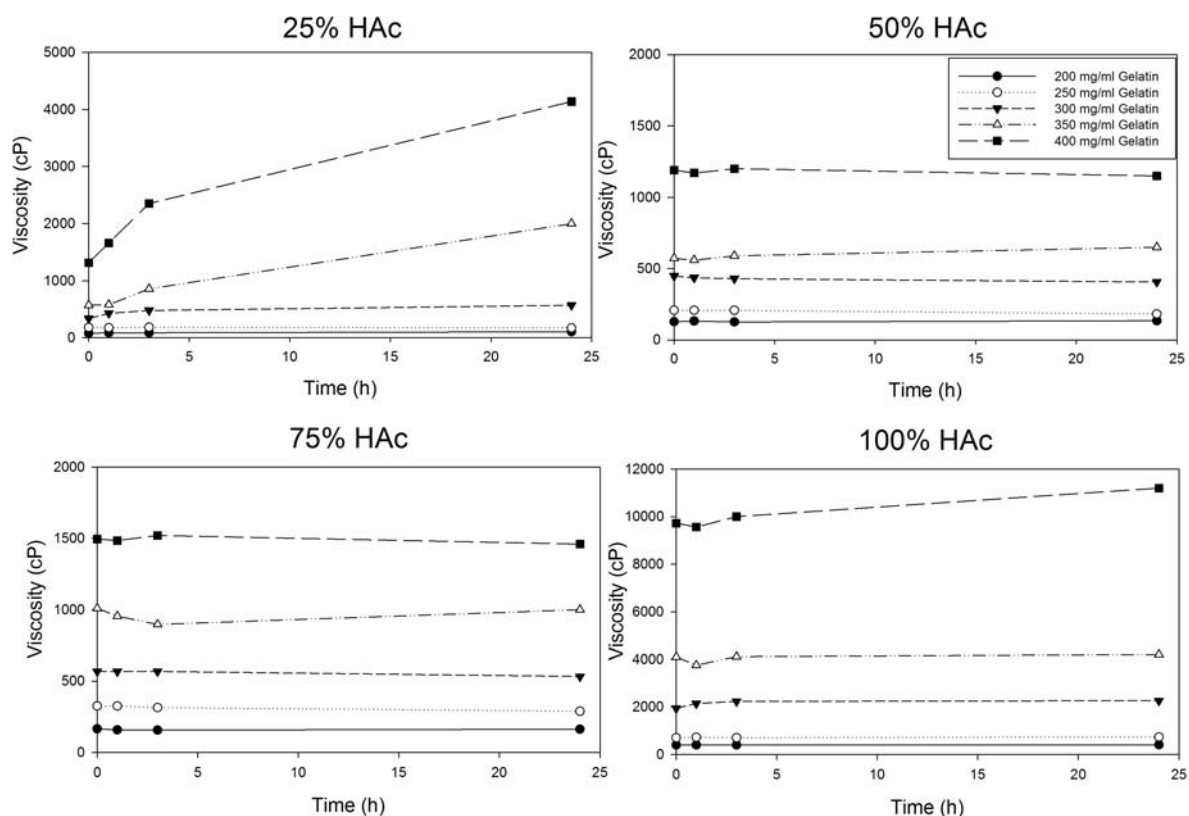 25% HAc
5000
4000
3000
2000
1000
0
Viscosity (cP)
0 5 10 15 20 25
Time (h)
50% HAc
2000
1500
1000
500
0
Viscosity (cP)
200 mg/ml Gelatin
250 mg/ml Gelatin
300 mg/ml Gelatin
350 mg/ml Gelatin
400 mg/ml Gelatin
0 5 10 15 20 25
Time (h)
75% HAc
2000
1500
1000
500
0
Viscosity (cP)
0 5 10 15 20 25
Time (h)
100% HAc
12000
10000
8000
6000
4000
2000
0
Viscosity (cP)
0 5 10 15 20 25
Time (h)